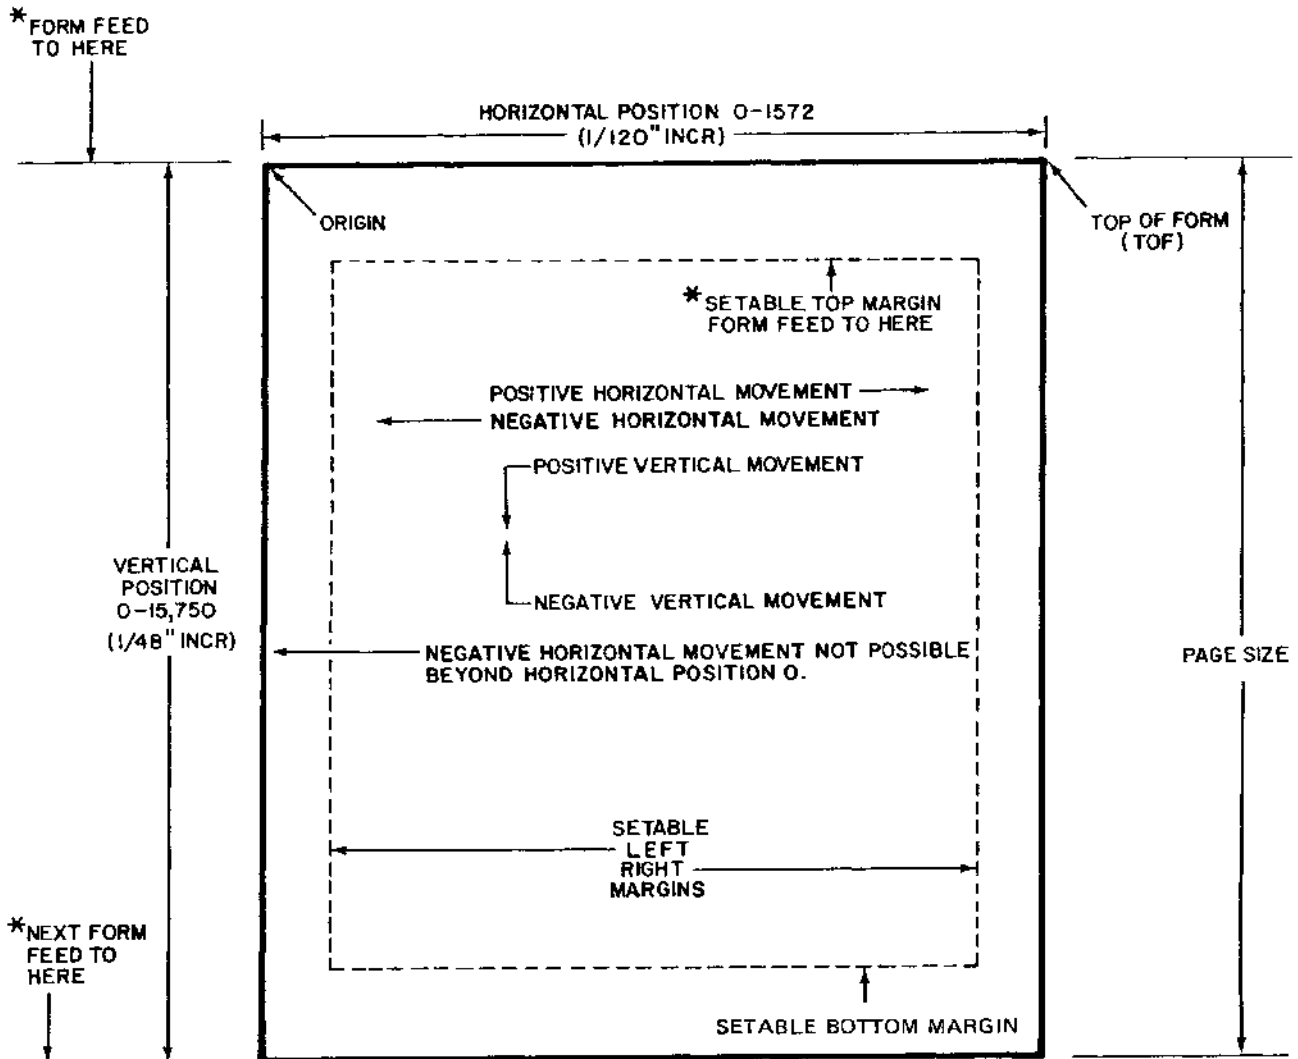 *FORM FEED
TO HERE
HORIZONTAL POSITION 0-1572
(1/120" INCR)
ORIGIN
TOP OF FORM
(TOF)
*SETABLE TOP MARGIN
FORM FEED TO HERE
POSITIVE HORIZONTAL MOVEMENT
NEGATIVE HORIZONTAL MOVEMENT
POSITIVE VERTICAL MOVEMENT
VERTICAL
POSITION
0-15,750
(1/48" INCR)
NEGATIVE VERTICAL MOVEMENT
NEGATIVE HORIZONTAL MOVEMENT NOT POSSIBLE
BEYOND HORIZONTAL POSITION 0.
PAGE SIZE
SETABLE
LEFT
RIGHT
MARGINS
*NEXT FORM
FEED TO
HERE
SETABLE BOTTOM MARGIN